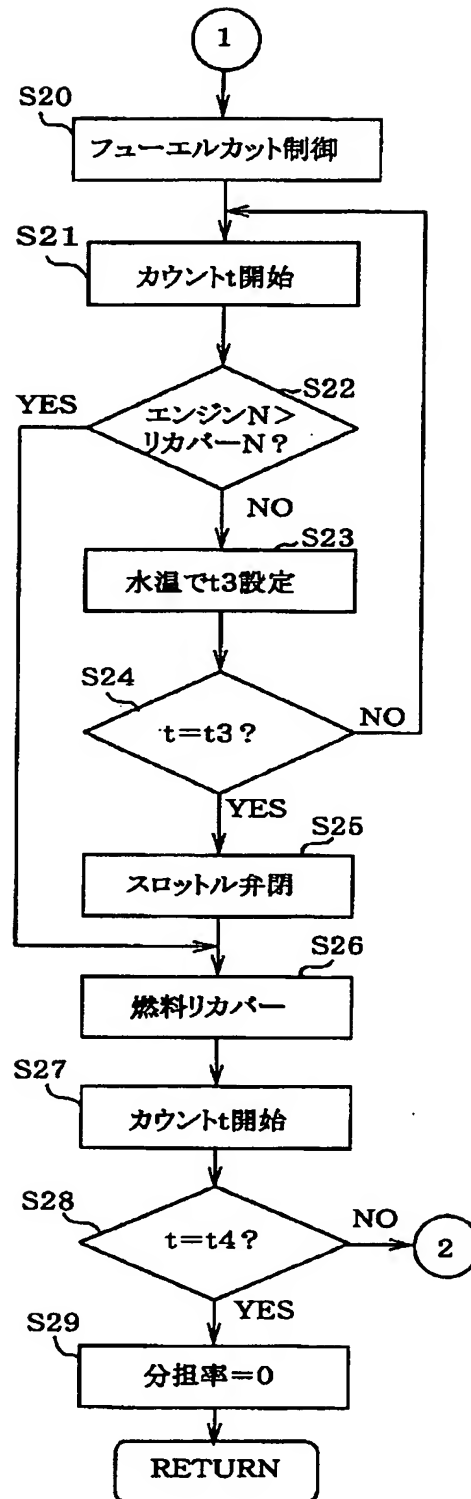 1
S20
フューエルカット制御
S21
カウントt開始
S22
YES
エンジンN>
リカバーN?
NO
S23
水温でt3設定
S24
t=t3?
NO
YES
S25
スロットル弁閉
S26
燃料リカバー
S27
カウントt開始
S28
t=t4?
NO
2
YES
S29
分担率=0
RETURN